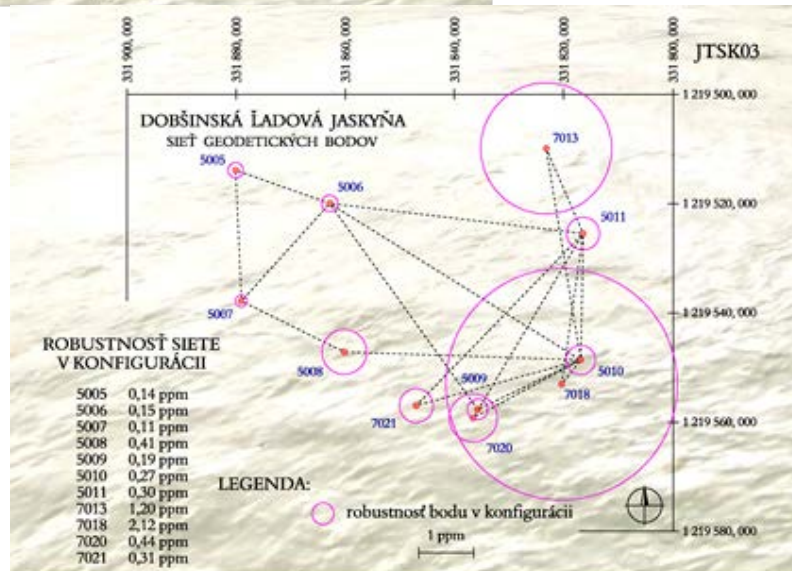 331 900, 000
331 880, 000
331 860, 000
331 840, 000
331 820, 000
331 800, 000
JTSK03
1 219 500, 000
DOBŠINSKÁ ĽADOVÁ JASKYŇA
SIEŤ GEODETICKÝCH BODOV
7013
5005
5006
1 219 520, 000
5011
5007
1 219 540, 000
ROBUSTNOSŤ SIETE
V KONFIGURÁCII
5008
5009
5010
7018
5005 0,14 ppm
5006 0,15 ppm
5007 0,11 ppm
5008 0,41 ppm
5009 0,19 ppm
5010 0,27 ppm
5011 0,30 ppm
7013 1,20 ppm
7018 2,12 ppm
7020 0,44 ppm
7021 0,31 ppm
7021
7020
1 219 560, 000
LEGENDA:
robustnosť bodu v konfigurácii
1 ppm
1 219 580, 000